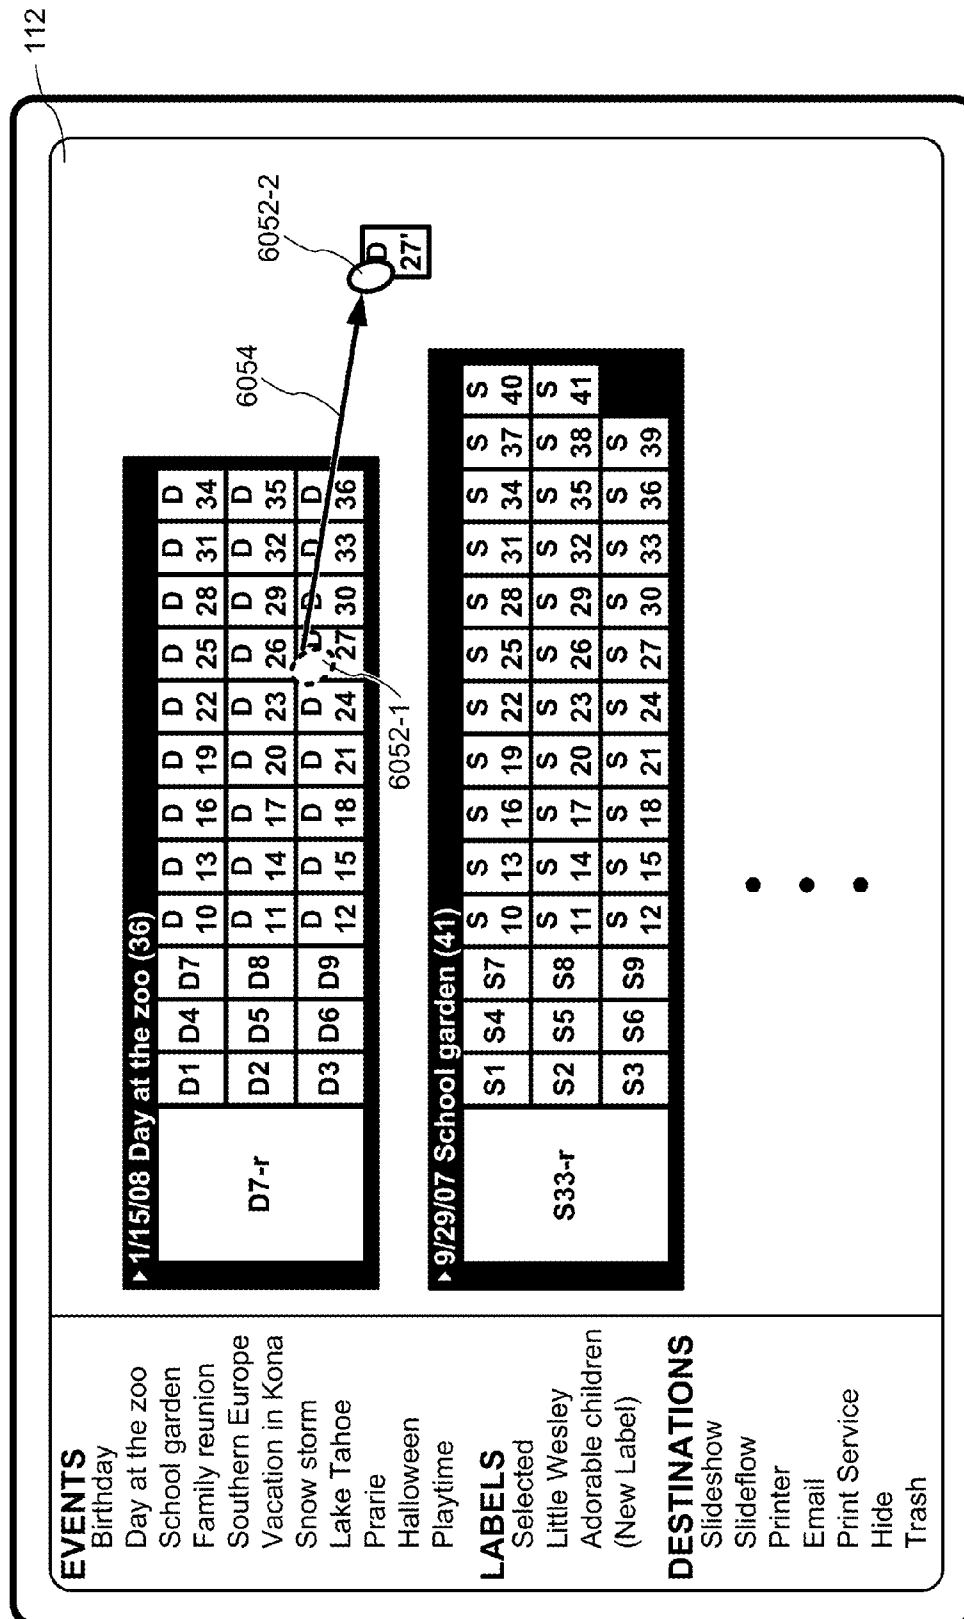 112
EVENTS
Birthday
Day at the zoo
School garden
Family reunion
Southern Europe
Vacation in Kona
Snow storm
Lake Tahoe
Prarie
Halloween
Playtime
LABELS
Selected
Little Wesley
Adorable children
(New Label)
DESTINATIONS
Slideshow
Slideflow
Printer
Email
Print Service
Hide
Trash
1/15/08 Day at the zoo (36)
D7-r
D1 D4 D7 D 10 D 13 D 16 D 19 D 22 D 25 D 28 D 31 D 34
D2 D5 D8 D 11 D 14 D 17 D 20 D 23 D 26 D 29 D 32 D 35
D3 D6 D9 D 12 D 15 D 18 D 21 D 24 D 27 D 30 D 33 D 36
6052-1
6054
6052-2
D 27'
9/29/07 School garden (41)
S33-r
S1 S4 S7 S 10 S 13 S 16 S 19 S 22 S 25 S 28 S 31 S 34 S 37 S 40
S2 S5 S8 S 11 S 14 S 17 S 20 S 23 S 26 S 29 S 32 S 35 S 38 S 41
S3 S6 S9 S 12 S 15 S 18 S 21 S 24 S 27 S 30 S 33 S 36 S 39